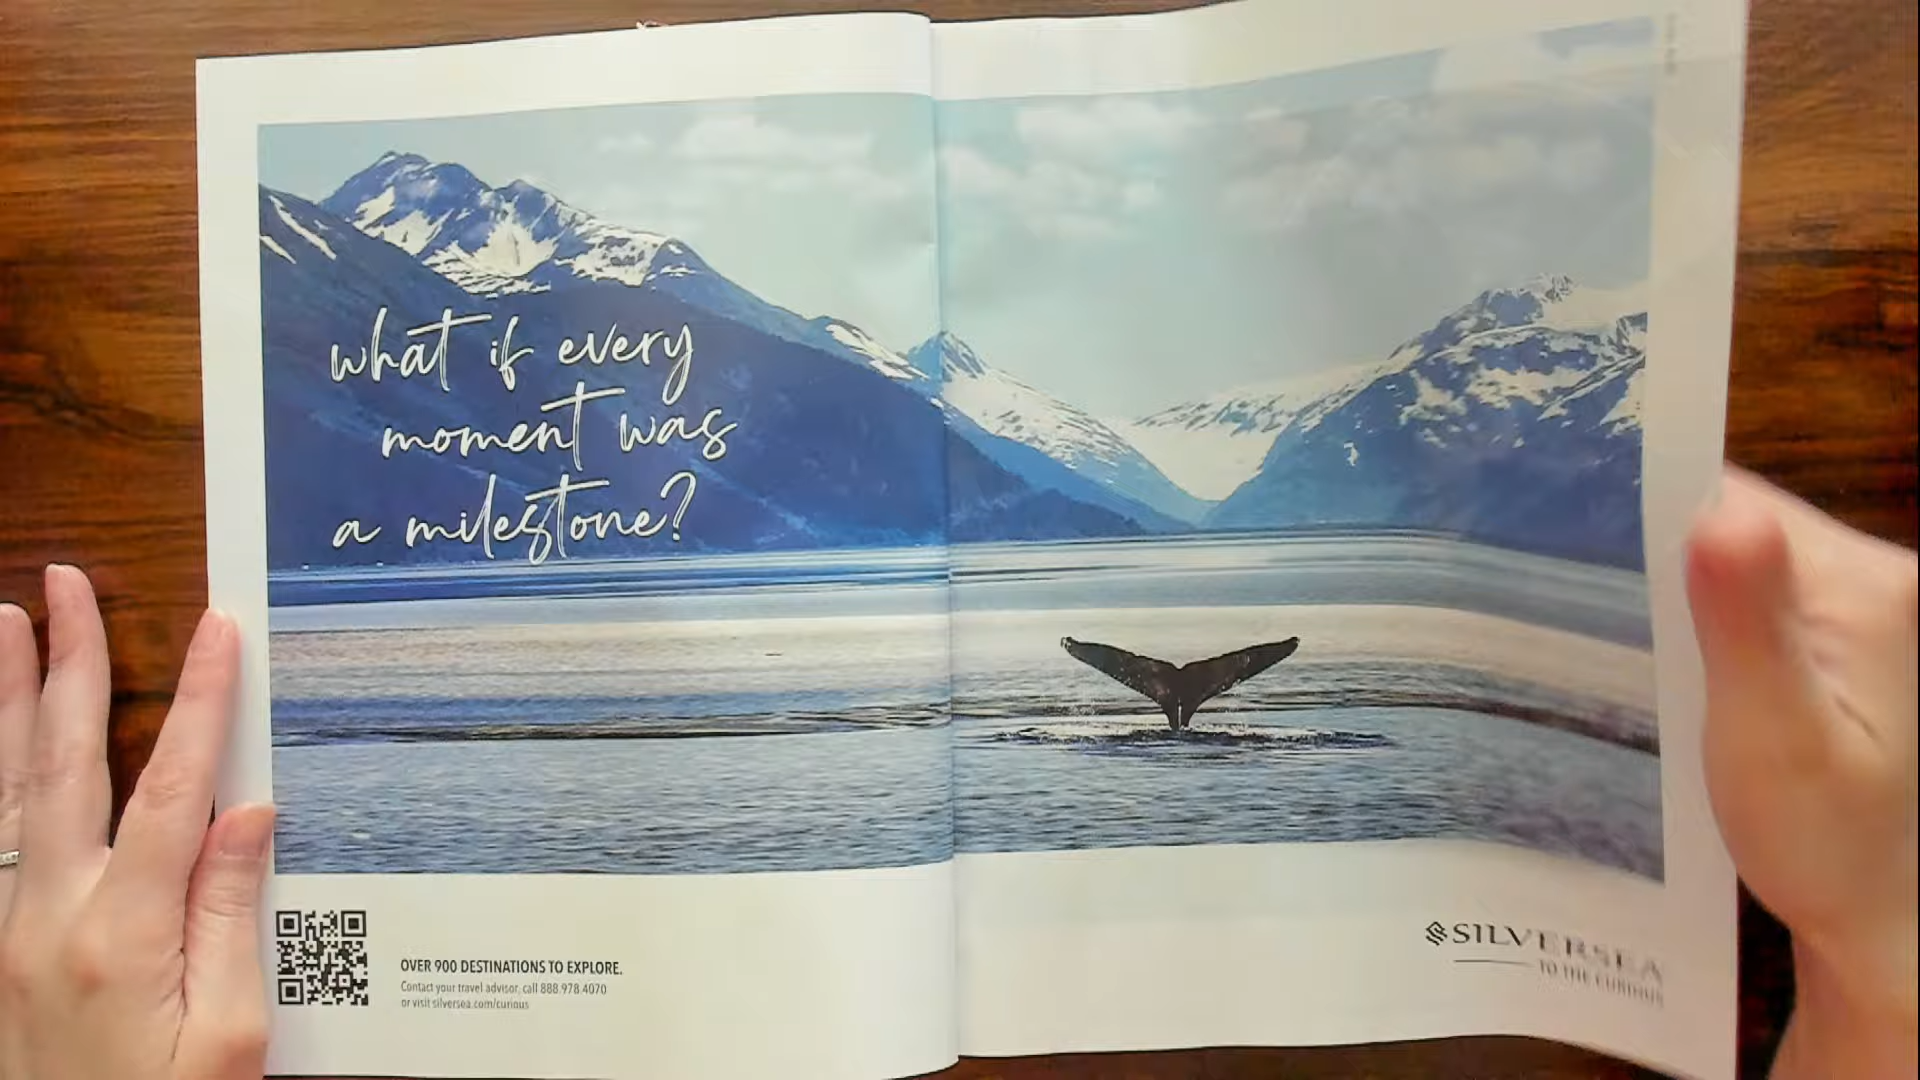 what if every
moment was
a milestone?
OVER 900 DESTINATIONS TO EXPLORE.
Contact your travel advisor, call 888.978.4070
or visit silversea.com/curious
SILVERSEA
TO THE CURIOUS